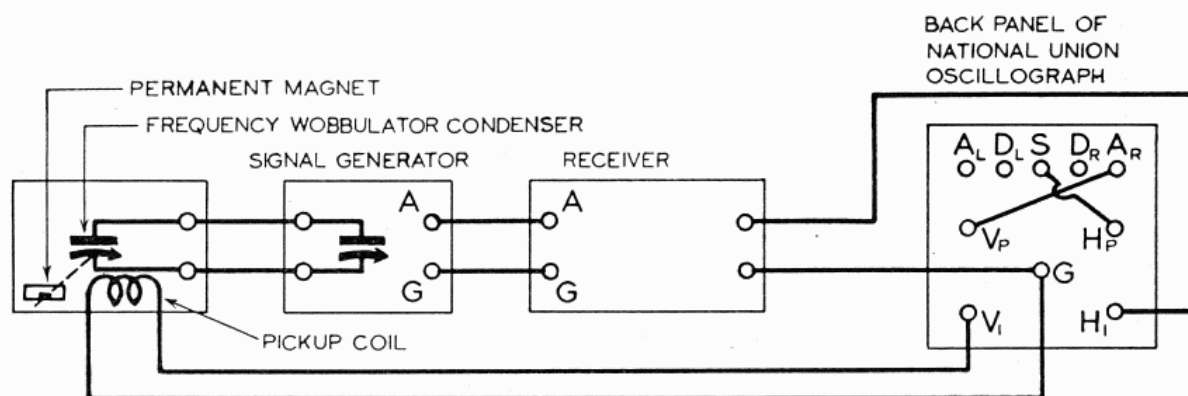 BACK PANEL OF
NATIONAL UNION
OSCILLOGRAPH
PERMANENT MAGNET
FREQUENCY WOBBULATOR CONDENSER
SIGNAL GENERATOR
RECEIVER
A_L D_L S D_R A_R
A A
V_P H_P
G G G
V_I H_I
PICKUP COIL